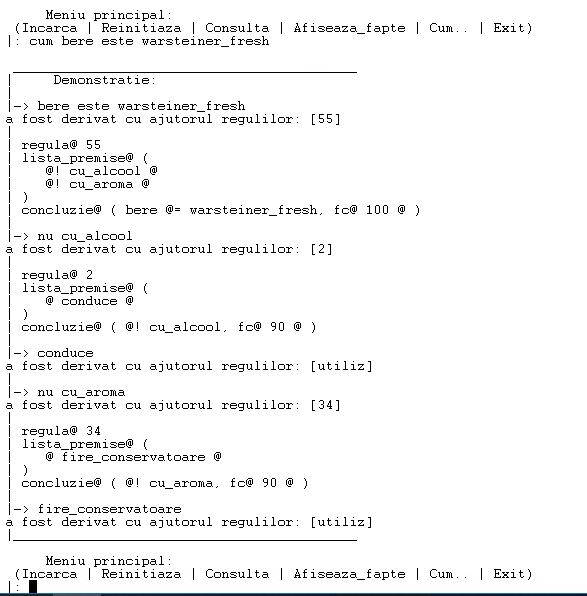 Meniu principal:
(Incarca | Reinitiaza | Consulta | Afiseaza_fapte | Cum.. | Exit)
|: cum bere este warsteiner_fresh
Demonstratie:
|-> bere este warsteiner_fresh
a fost derivat cu ajutorul regulilor: [55]
| regula@ 55
| lista_premise@ (
| @! cu_alcool @
| @! cu_aroma @
| )
| concluzie@ ( bere @= warsteiner_fresh, fc@ 100 @ )
|-> nu cu_alcool
a fost derivat cu ajutorul regulilor: [2]
| regula@ 2
| lista_premise@ (
| @ conduce @
| )
| concluzie@ ( @! cu_alcool, fc@ 90 @ )
|-> conduce
a fost derivat cu ajutorul regulilor: [utiliz]
|-> nu cu_aroma
a fost derivat cu ajutorul regulilor: [34]
| regula@ 34
| lista_premise@ (
| @ fire_conservatoare @
| )
| concluzie@ ( @! cu_aroma, fc@ 90 @ )
|-> fire_conservatoare
a fost derivat cu ajutorul regulilor: [utiliz]
Meniu principal:
(Incarca | Reinitiaza | Consulta | Afiseaza_fapte | Cum.. | Exit)
|: